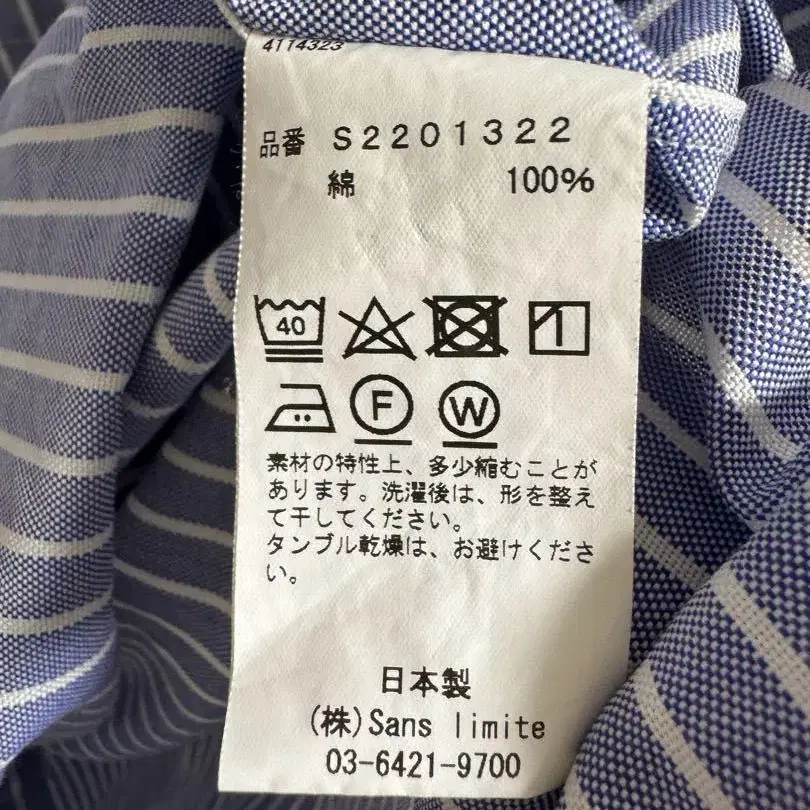 4114323
品番 S2201322
綿 100%
40
F W
素材の特性上、多少縮むことが
あります。洗濯後は、形を整え
て干してください。
タンブル乾燥は、お避けくださ
い。
日本製
(株)Sans limite
03-6421-9700